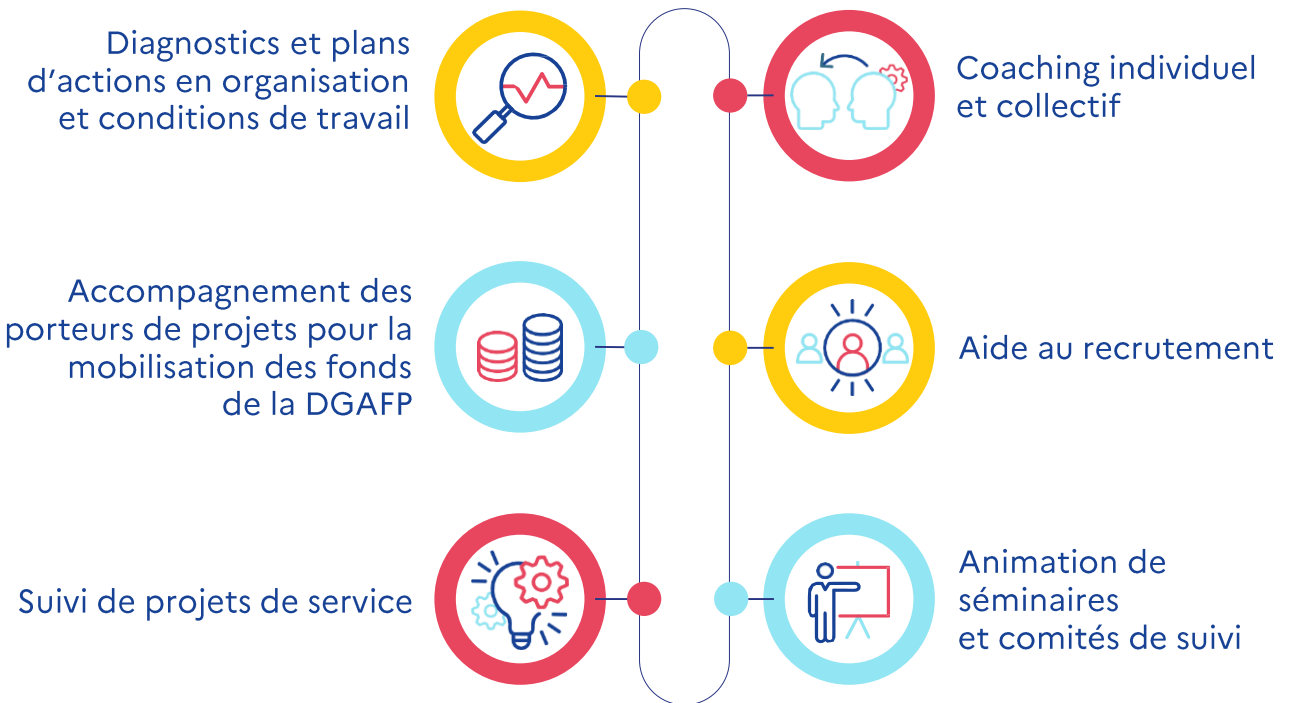 Diagnostics et plans
d'actions en organisation
et conditions de travail
Coaching individuel
et collectif
Accompagnement des
porteurs de projets pour la
mobilisation des fonds
de la DGAFP
Aide au recrutement
Suivi de projets de service
Animation de
séminaires
et comités de suivi